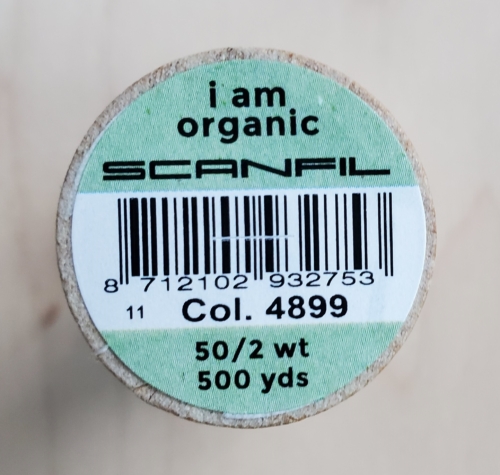 i am
organic
SCANFIL
8 712102 932753
11 Col. 4899
50/2 wt
500 yds